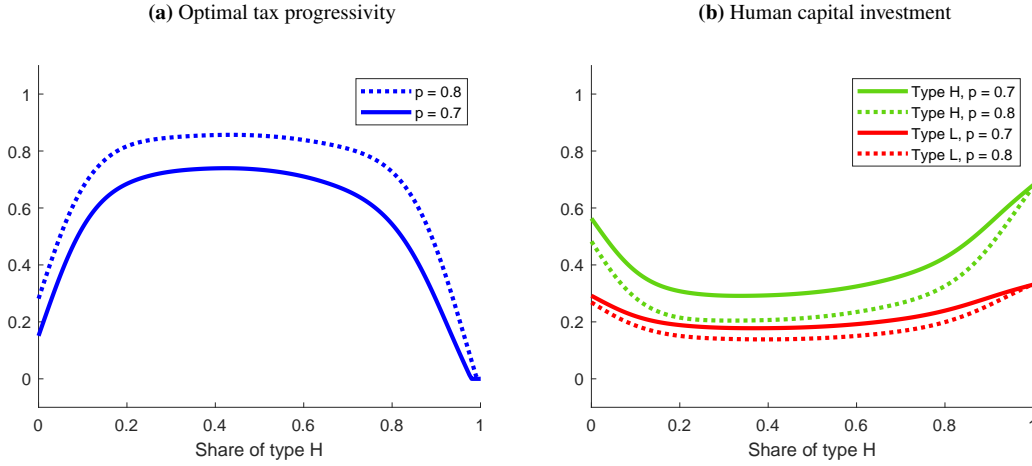 (a) Optimal tax progressivity
1
0.8
0.6
0.4
0.2
0
0
0.2
0.4
0.6
0.8
1
Share of type H
p = 0.8
p = 0.7
(b) Human capital investment
1
0.8
0.6
0.4
0.2
0
0
0.2
0.4
0.6
0.8
1
Share of type H
Type H, p = 0.7
Type H, p = 0.8
Type L, p = 0.7
Type L, p = 0.8